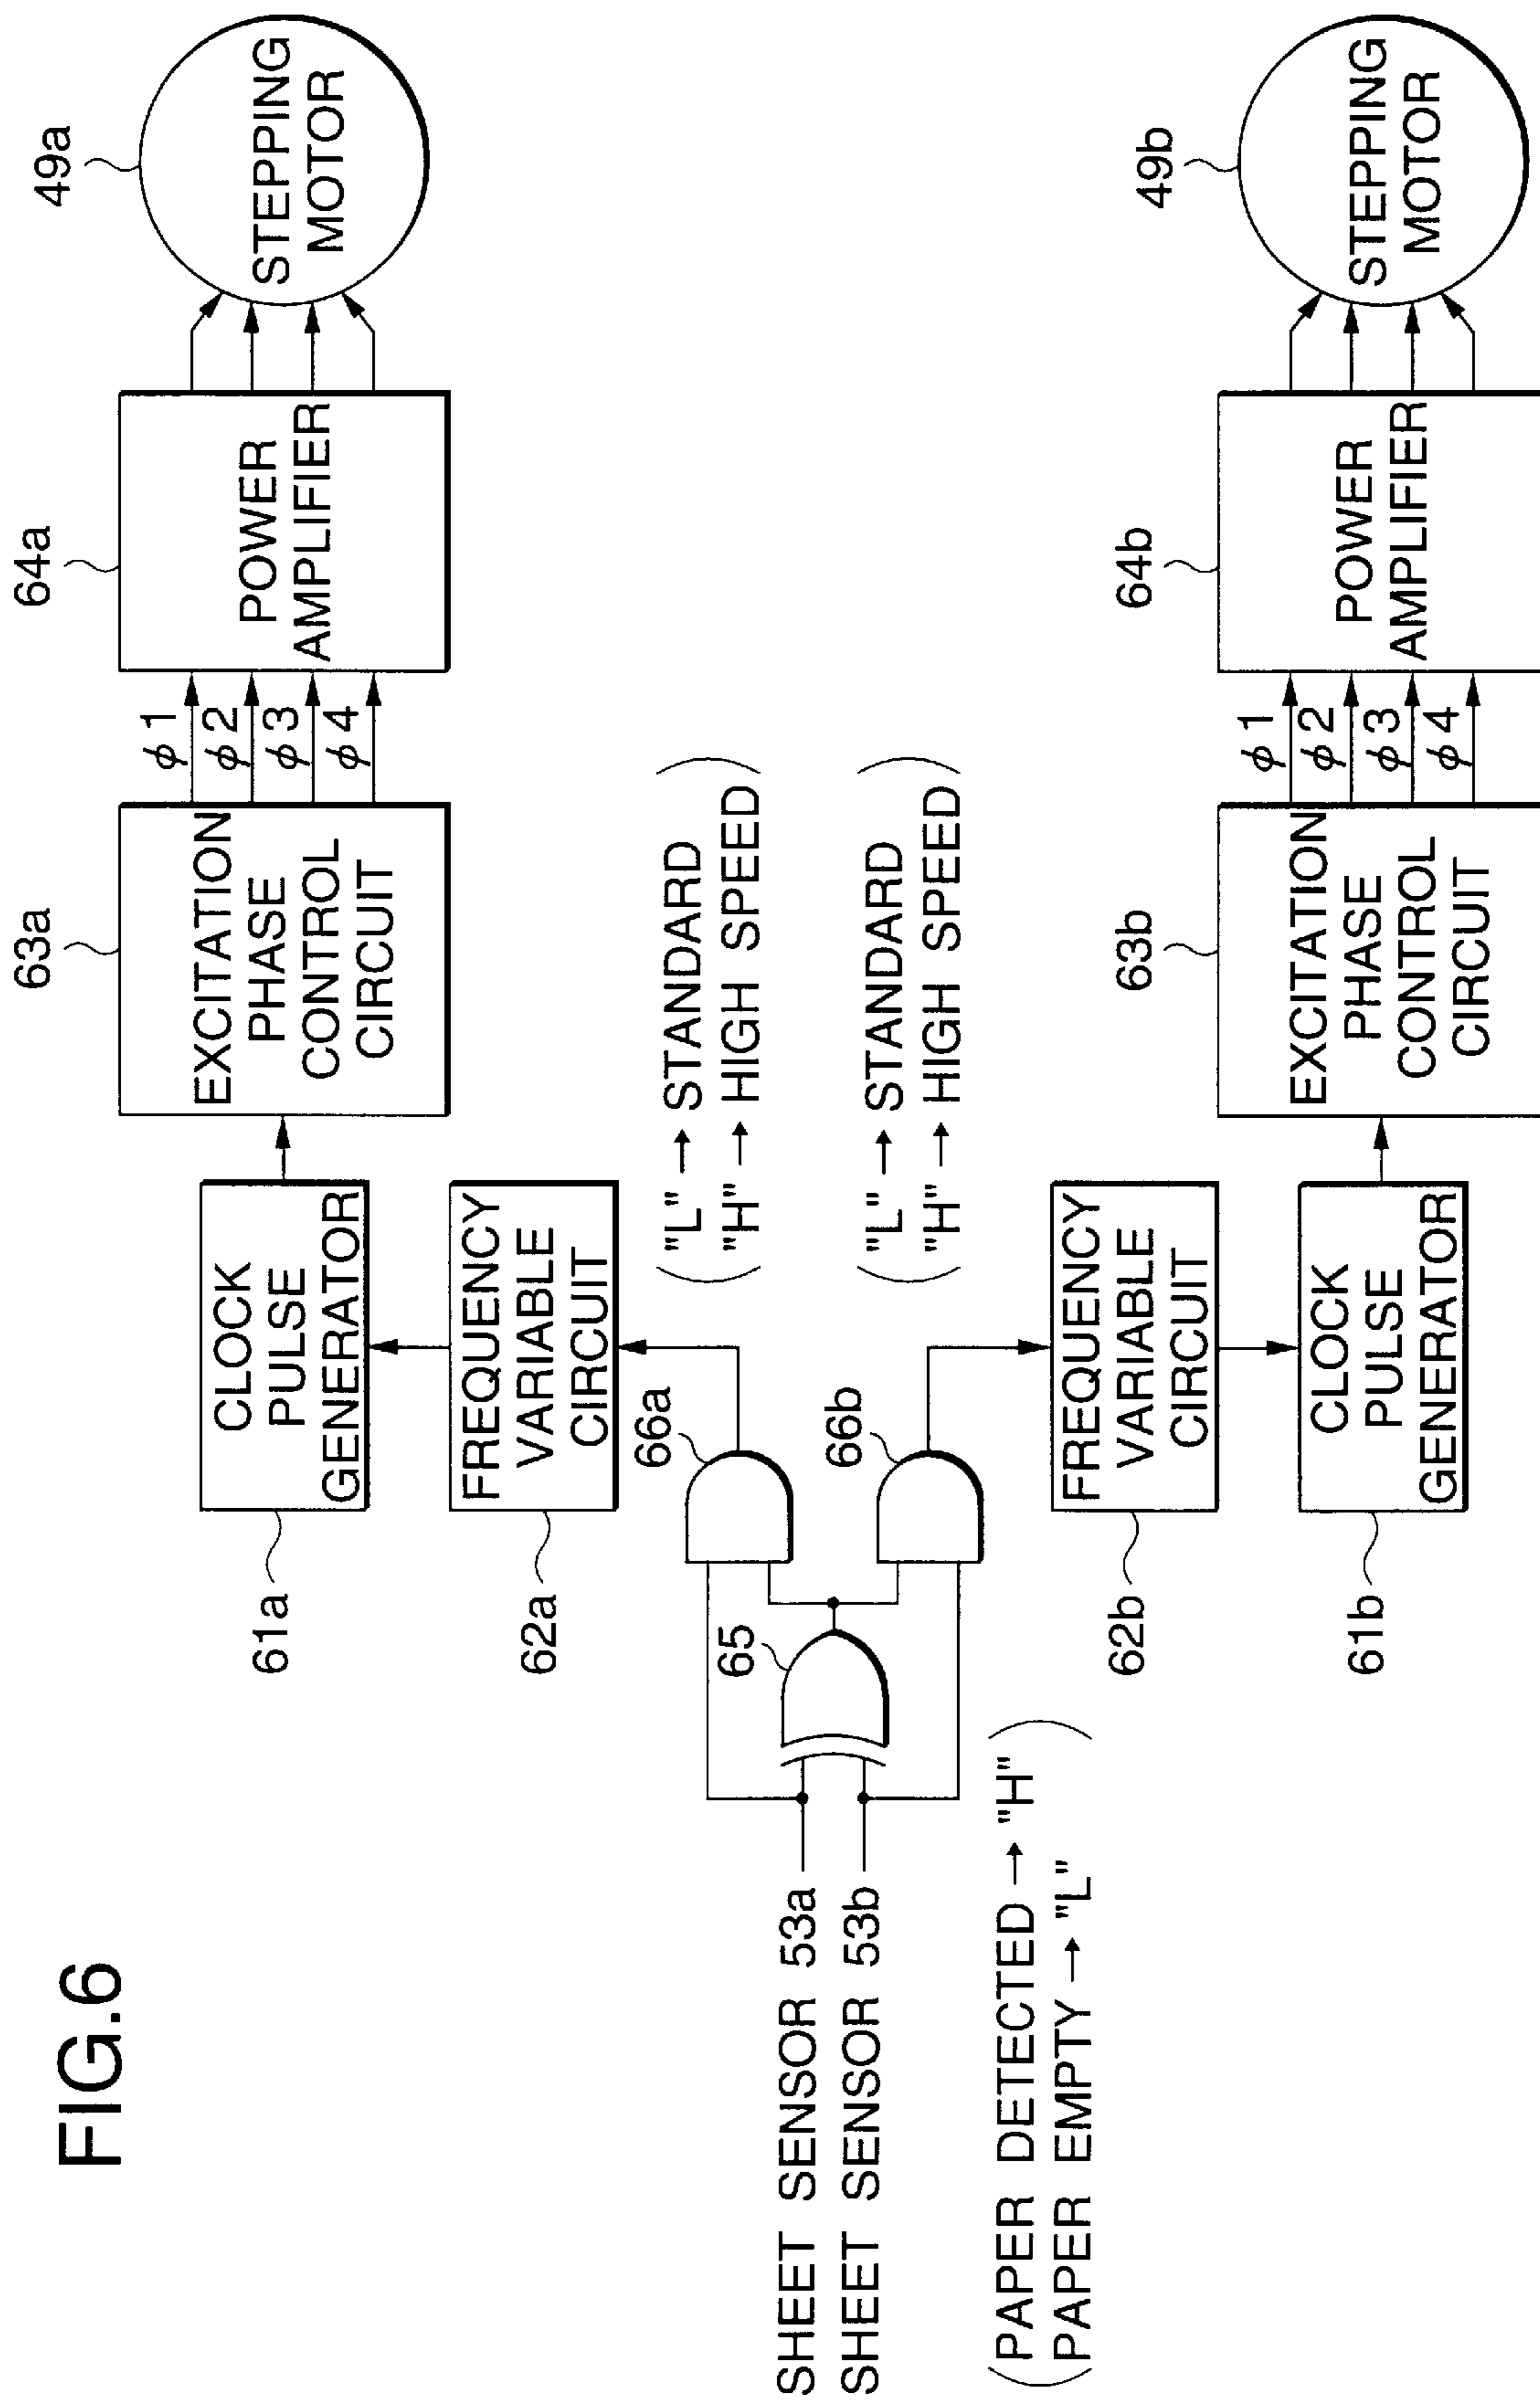 FIG.6
61a
CLOCK
PULSE
GENERATOR
63a
EXCITATION
PHASE
CONTROL
CIRCUIT
φ1
φ2
φ3
φ4
64a
POWER
AMPLIFIER
49a
STEPPING
MOTOR
62a
FREQUENCY
VARIABLE
CIRCUIT
66a
"L" → STANDARD
"H" → HIGH SPEED
65
SHEET SENSOR 53a
SHEET SENSOR 53b
66b
"L" → STANDARD
"H" → HIGH SPEED
(PAPER DETECTED → "H"
PAPER EMPTY → "L")
62b
FREQUENCY
VARIABLE
CIRCUIT
61b
CLOCK
PULSE
GENERATOR
63b
EXCITATION
PHASE
CONTROL
CIRCUIT
φ1
φ2
φ3
φ4
64b
POWER
AMPLIFIER
49b
STEPPING
MOTOR